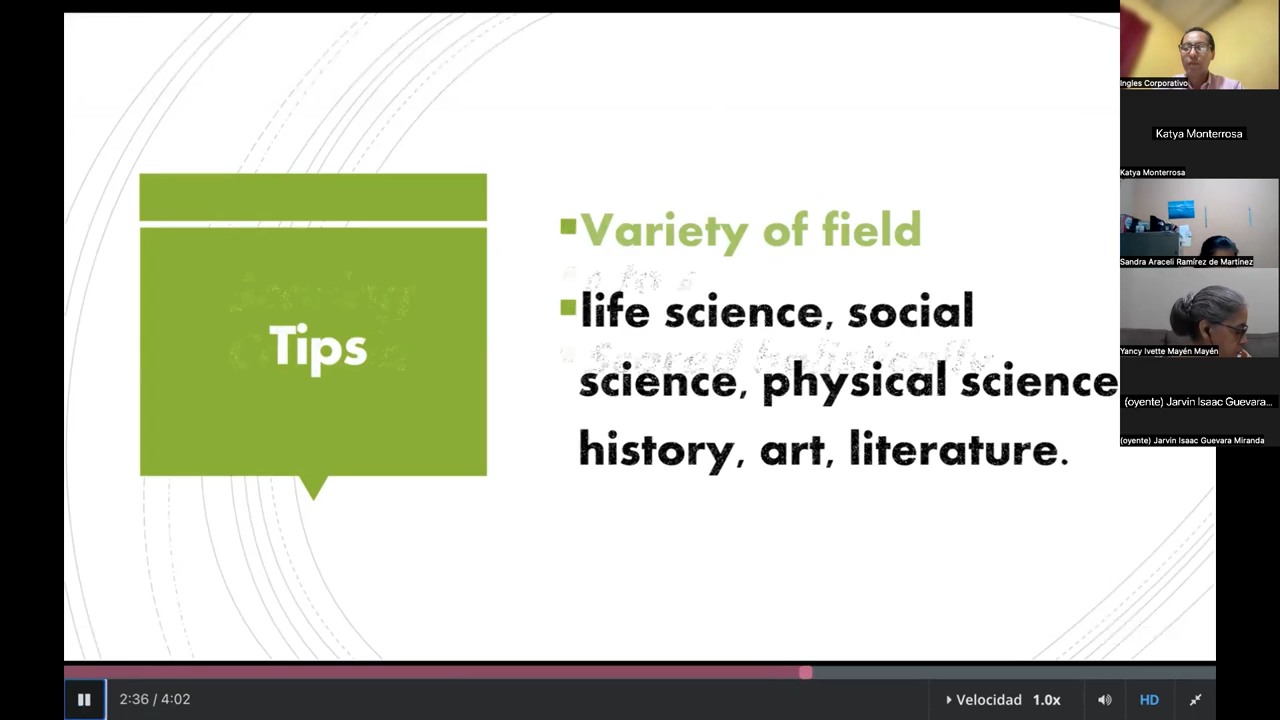 Tips
Variety of field
life science, social
science, physical science
history, art, literature.
Ingles Corporativo
Katya Monterrosa
Katya Monterrosa
Sandra Araceli Ramírez de Martinez
Yancy Ivette Mayén Mayén
(oyente) Jarvin Isaac Guevara...
(oyente) Jarvin Isaac Guevara Miranda
2:36 / 4:02
Velocidad 1.0x
HD